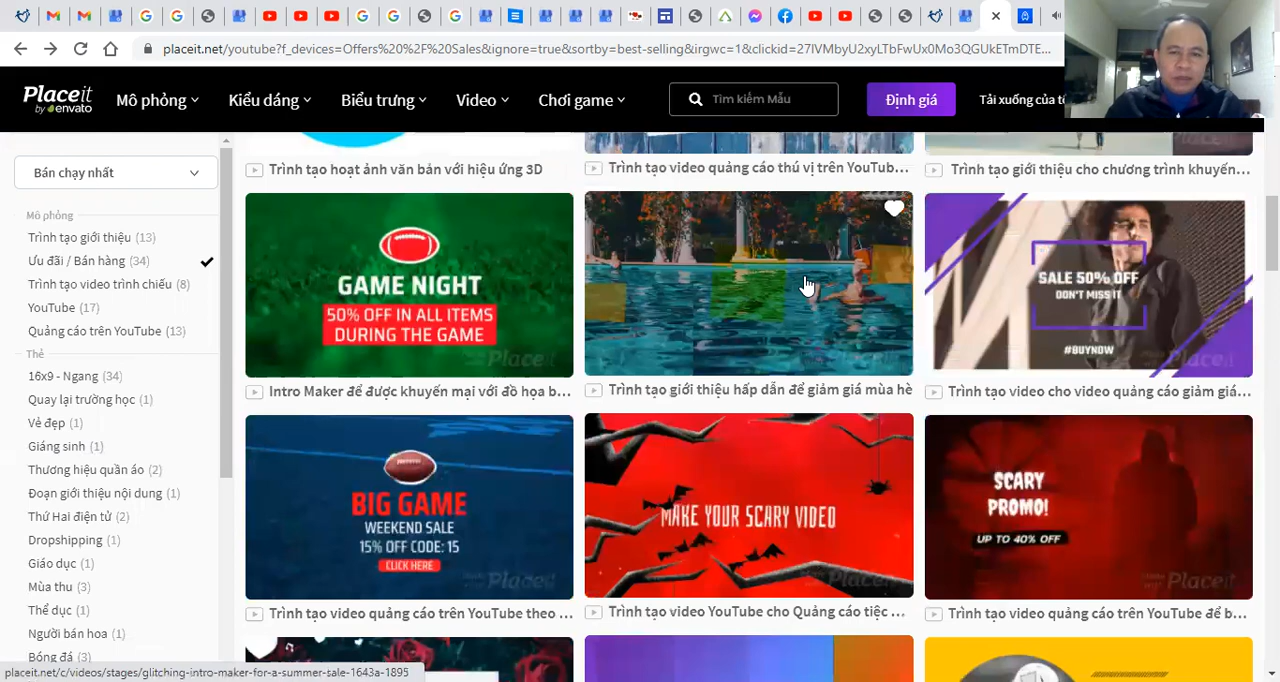 placeit.net/youtube?f_devices=Offers%20%2F%20Sales&ignore=true&sortby=best-selling&irgwc=1&clickid=27IVMbyU2xyLTbFwUx0Mo3QGUkETmDTE...
Placeit
by envato
Mô phỏng
Kiểu dáng
Biểu trưng
Video
Chơi game
Tìm kiếm Mẫu
Định giá
Tải xuống của
Bán chạy nhất
Mô phỏng
Trình tạo giới thiệu (13)
Ưu đãi / Bán hàng (34)
Trình tạo video trình chiếu (8)
YouTube (17)
Quảng cáo trên YouTube (13)
Thẻ
16x9 - Ngang (34)
Quay lại trường học (1)
Vẻ đẹp (1)
Giáng sinh (1)
Thương hiệu quần áo (2)
Đoạn giới thiệu nội dung (1)
Thứ Hai điện tử (2)
Dropshipping (1)
Giáo dục (1)
Mùa thu (3)
Thể dục (1)
Người bán hoa (1)
Bóng đá (3)
Trình tạo hoạt ảnh văn bản với hiệu ứng 3D
Trình tạo video quảng cáo thú vị trên YouTub...
Trình tạo giới thiệu cho chương trình khuyến...
GAME NIGHT
50% OFF IN ALL ITEMS
DURING THE GAME
Placeit
SALE 50% OFF
DON'T MISS IT
#BUYNOW
Placeit
Intro Maker để được khuyến mại với đồ họa b...
Trình tạo giới thiệu hấp dẫn để giảm giá mùa hè
Trình tạo video cho video quảng cáo giảm giá...
BIG GAME
WEEKEND SALE
15% OFF CODE: 15
CLICK HERE
Placeit
MAKE YOUR SCARY VIDEO
Placeit
SCARY
PROMO!
UP TO 40% OFF
Placeit
Trình tạo video quảng cáo trên YouTube theo ...
Trình tạo video YouTube cho Quảng cáo tiệc ...
Trình tạo video quảng cáo trên YouTube để b...
placeit.net/c/videos/stages/glitching-intro-maker-for-a-summer-sale-1643a-1895